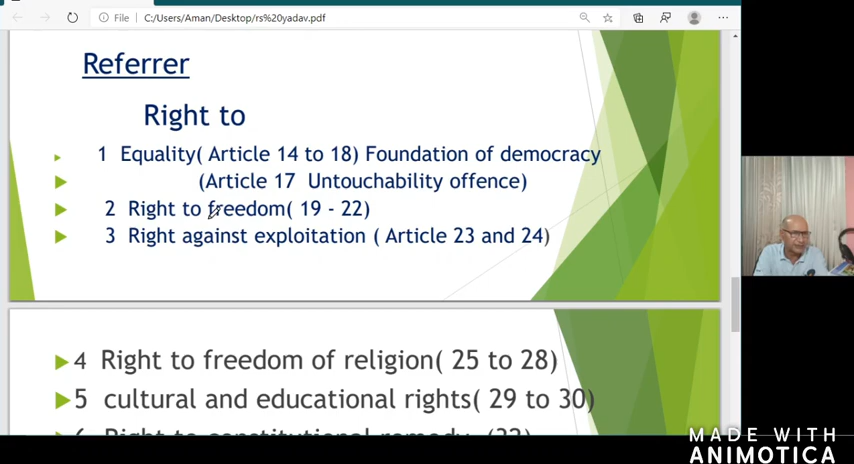 File C:/Users/Aman/Desktop/rs%20yadav.pdf
Referrer
Right to
1 Equality( Article 14 to 18) Foundation of democracy
(Article 17 Untouchability offence)
2 Right to freedom( 19 - 22)
3 Right against exploitation ( Article 23 and 24)
4 Right to freedom of religion( 25 to 28)
5 cultural and educational rights( 29 to 30)
6 Right to constitutional remedy (32)
MADE WITH
ANIMOTICA